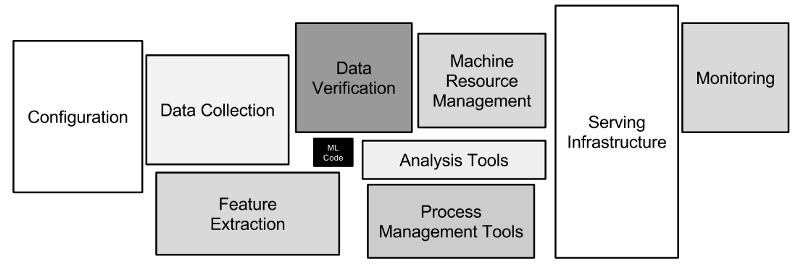 Configuration
Data Collection
Data
Verification
Machine
Resource
Management
Monitoring
Serving
Infrastructure
ML
Code
Analysis Tools
Feature
Extraction
Process
Management Tools